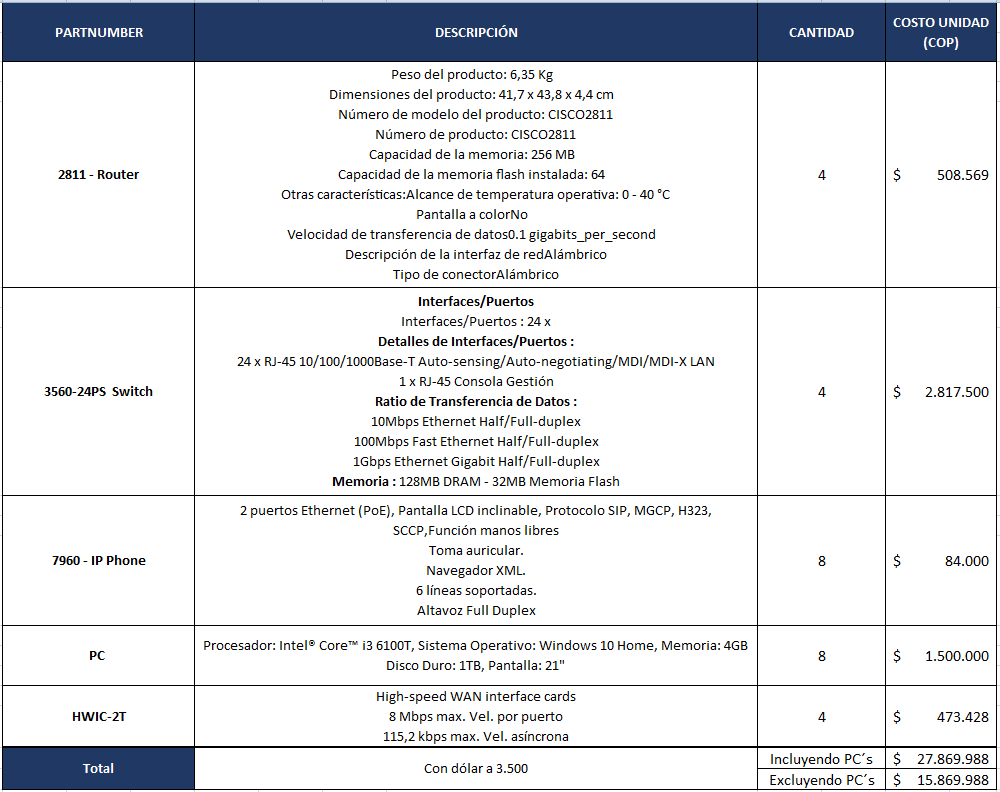 PARTNUMBER DESCRIPCIÓN CANTIDAD COSTO UNIDAD (COP)
Peso del producto: 6,35 Kg
Dimensiones del producto: 41,7 x 43,8 x 4,4 cm
Número de modelo del producto: CISCO2811
Número de producto: CISCO2811
Capacidad de la memoria: 256 MB
2811 - Router Capacidad de la memoria flash instalada: 64 4 $ 508.569
Otras características:Alcance de temperatura operativa: 0 - 40 °C
Pantalla a colorNo
Velocidad de transferencia de datos0.1 gigabits_per_second
Descripción de la interfaz de redAlámbrico
Tipo de conectorAlámbrico
Interfaces/Puertos
Interfaces/Puertos : 24 x
Detalles de Interfaces/Puertos :
24 x RJ-45 10/100/1000Base-T Auto-sensing/Auto-negotiating/MDI/MDI-X LAN
1 x RJ-45 Consola Gestión
3560-24PS Switch 4 $ 2.817.500
Ratio de Transferencia de Datos :
10Mbps Ethernet Half/Full-duplex
100Mbps Fast Ethernet Half/Full-duplex
1Gbps Ethernet Gigabit Half/Full-duplex
Memoria : 128MB DRAM - 32MB Memoria Flash
2 puertos Ethernet (PoE), Pantalla LCD inclinable, Protocolo SIP, MGCP, H323,
SCCP,Función manos libres
Toma auricular.
7960 - IP Phone 8 $ 84.000
Navegador XML.
6 líneas soportadas.
Altavoz Full Duplex
Procesador: Intel® Core™ i3 6100T, Sistema Operativo: Windows 10 Home, Memoria: 4GB
PC 8 $ 1.500.000
Disco Duro: 1TB, Pantalla: 21"
High-speed WAN interface cards
HWIC-2T 8 Mbps max. Vel. por puerto 4 $ 473.428
115,2 kbps max. Vel. asíncrona
Total Con dólar a 3.500 Incluyendo PC´s $ 27.869.988
Excluyendo PC´s $ 15.869.988